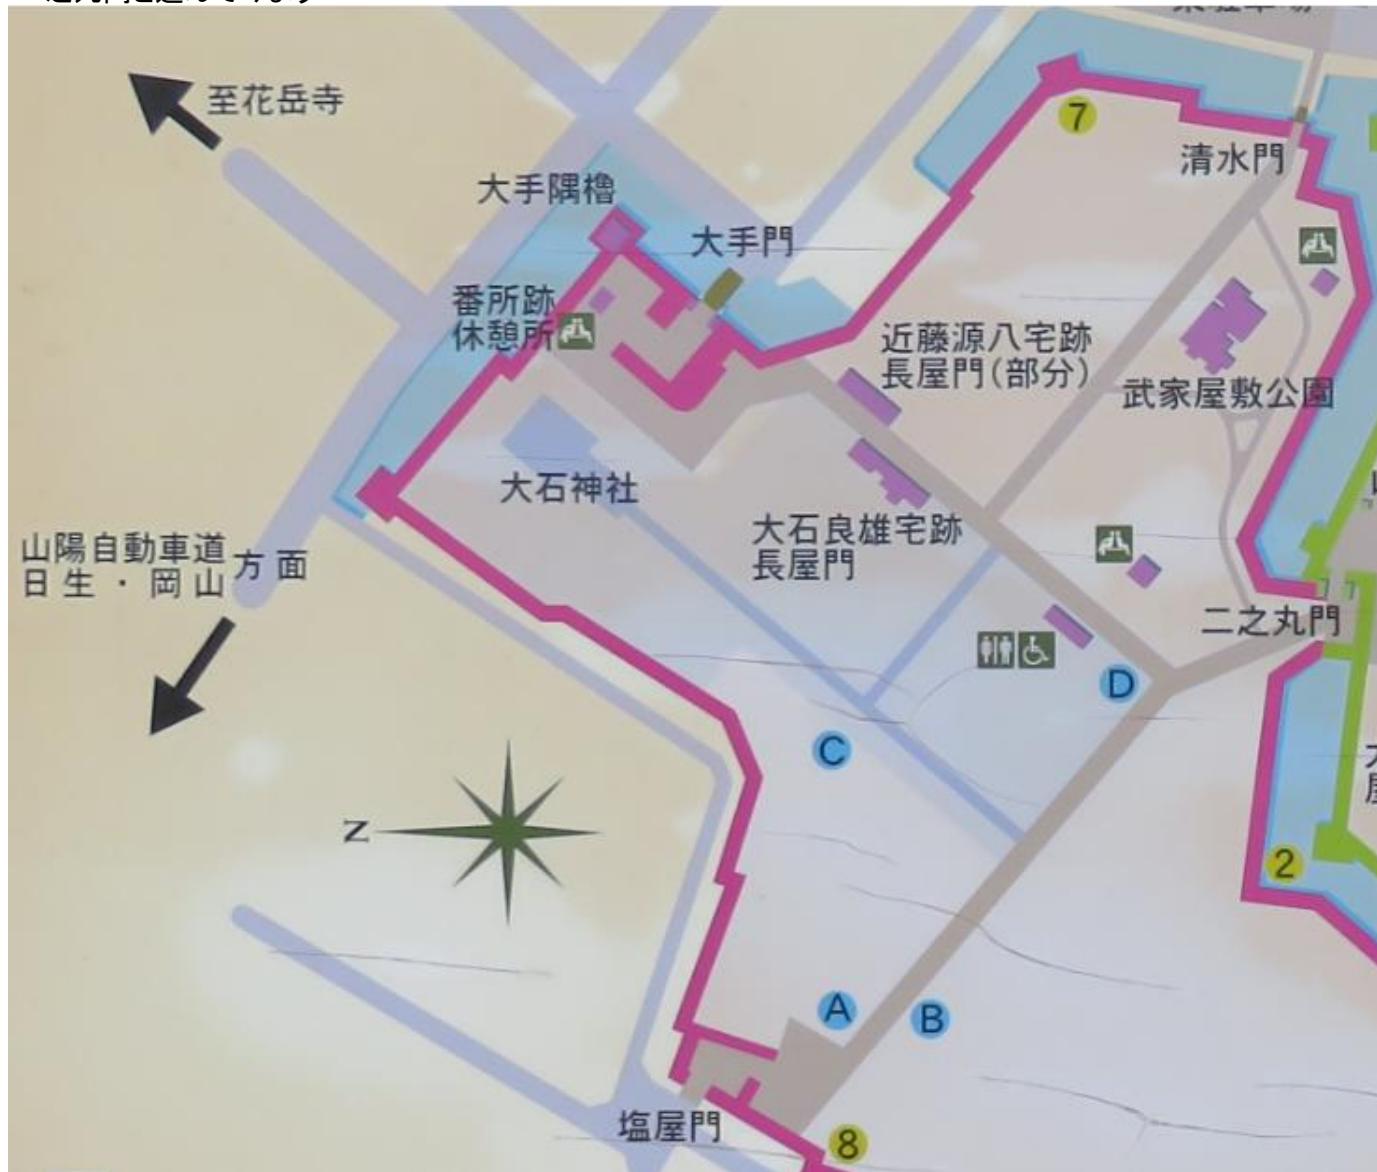 至花岳寺
7
清水門
大手隅櫓
大手門
番所跡
休憩所
近藤源八宅跡
長屋門(部分)
武家屋敷公園
大石神社
大石良雄宅跡
長屋門
山陽自動車道
日生・岡山
方面
二之丸門
D
C
N
2
A
B
塩屋門
8